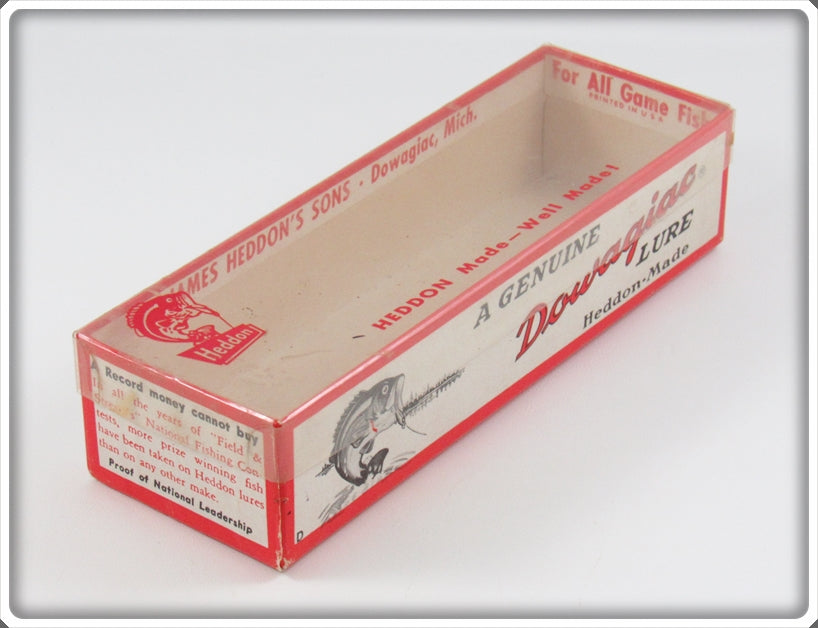 For All Game Fish
PRINTED IN U S A
JAMES HEDDON'S SONS - Dowagiac, Mich.
HEDDON Made—Well Made!
Heddon
A GENUINE
Dowagiac®
LURE
Heddon-Made
A Record money cannot buy
In all the years of "Field &
Stream's" National Fishing Con-
tests, more prize winning fish
have been taken on Heddon lures
than on any other make.
Proof of National Leadership
D